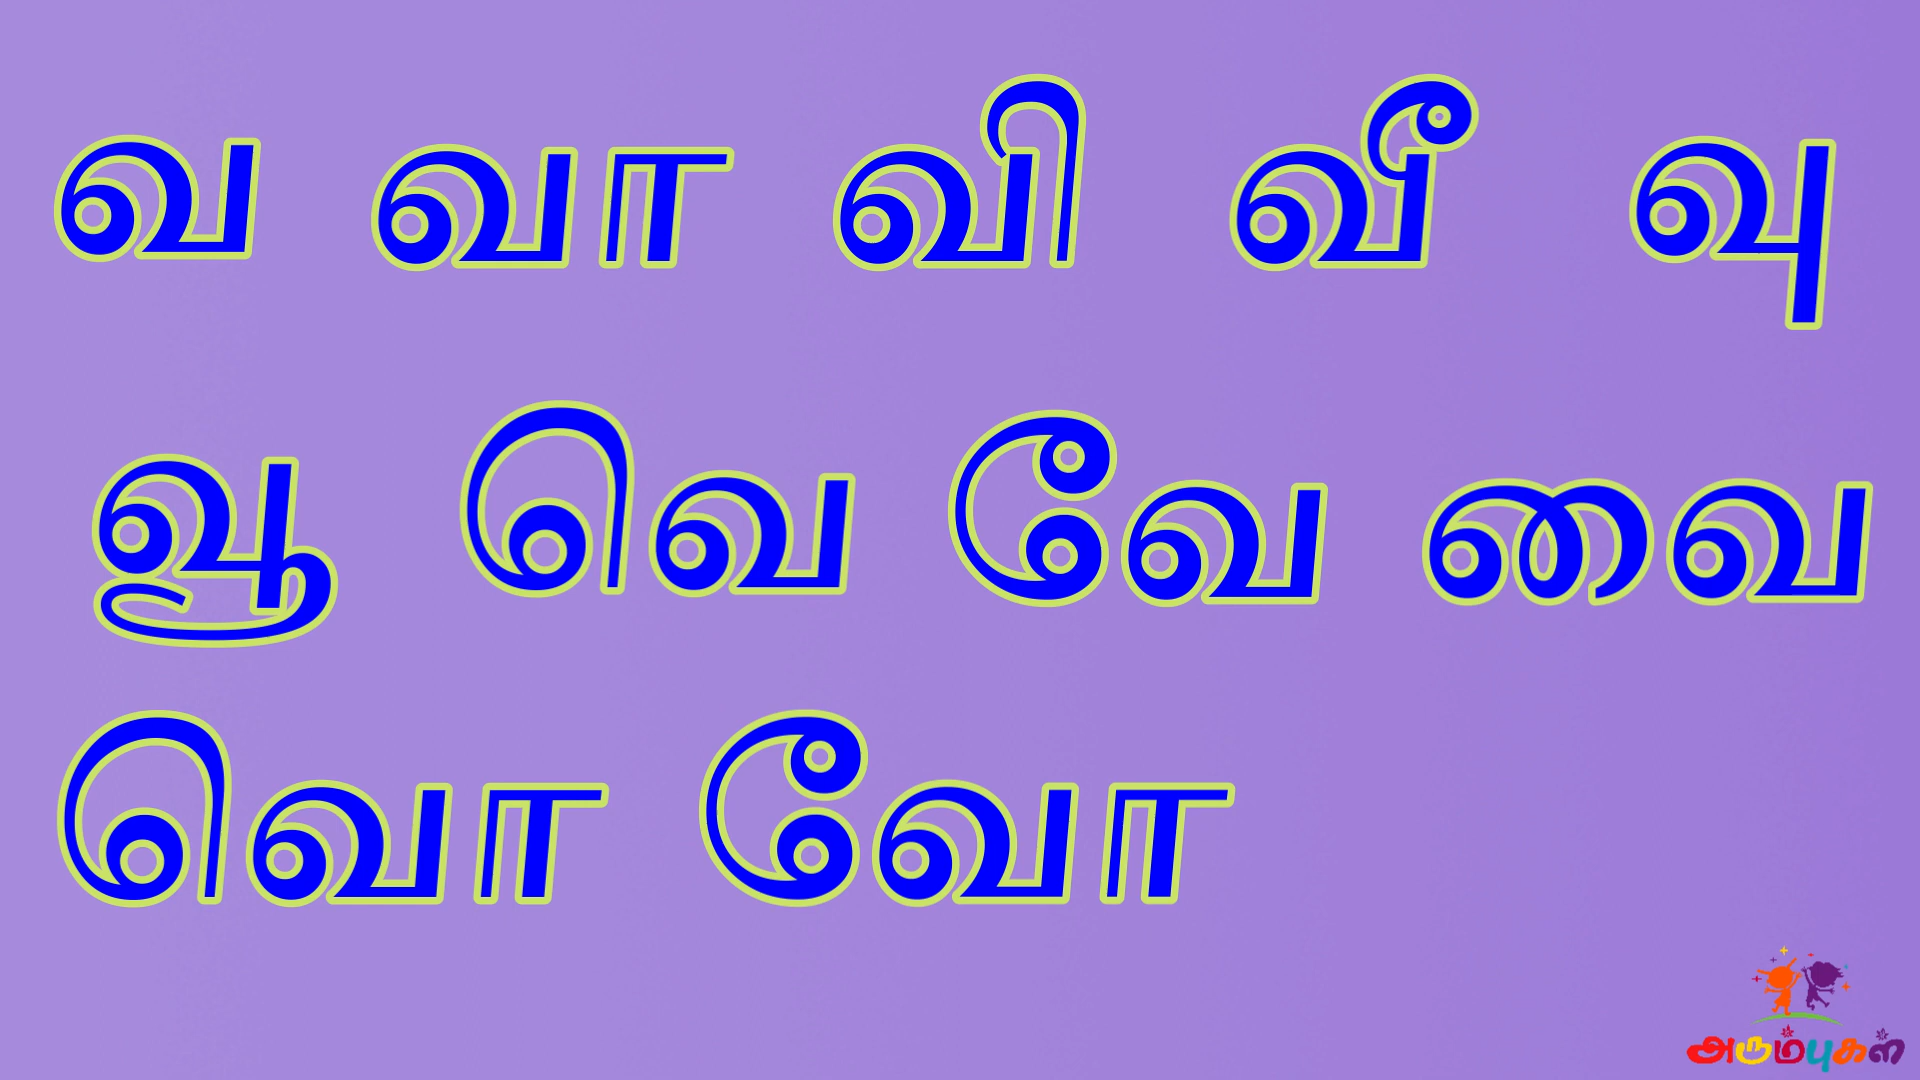 வ வா வி வீ வு
வூ வெ வே வை
வொ வோ
அரும்புகள்